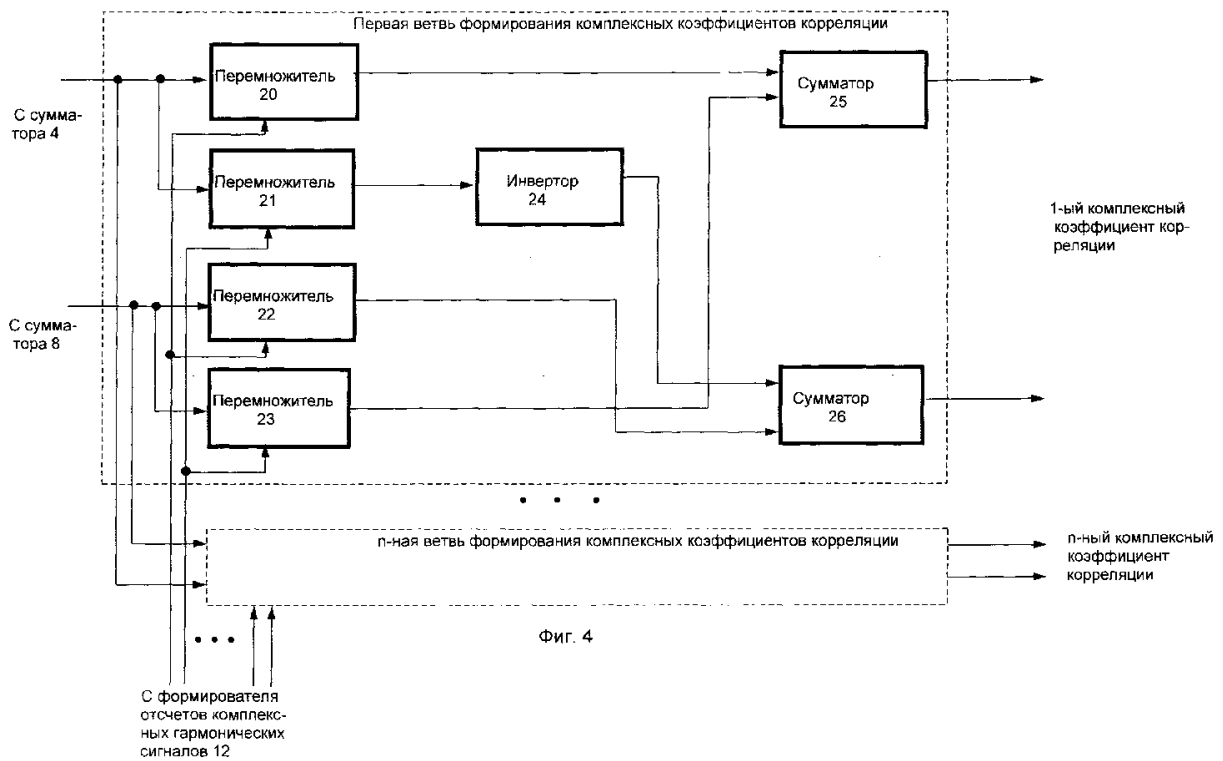 Первая ветвь формирования комплексных коэффициентов корреляции
Перемножитель
20
Сумматор
25
С сумма-
тора 4
Перемножитель
21
Инвертор
24
1-ый комплексный
коэффициент кор-
реляции
Перемножитель
22
С сумма-
тора 8
Перемножитель
23
Сумматор
26
• • •
n-ная ветвь формирования комплексных коэффициентов корреляции
n-ный комплексный
коэффициент
корреляции
• • •
Фиг. 4
С формирователя
отсчетов комплекс-
ных гармонических
сигналов 12